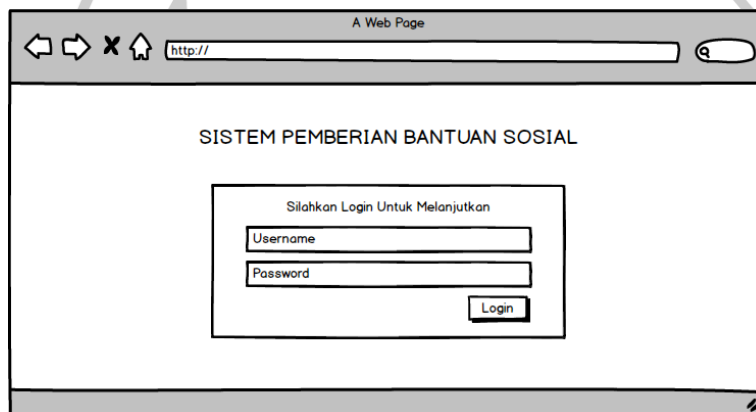 A Web Page
http://
SISTEM PEMBERIAN BANTUAN SOSIAL
Silahkan Login Untuk Melanjutkan
Username
Password
Login